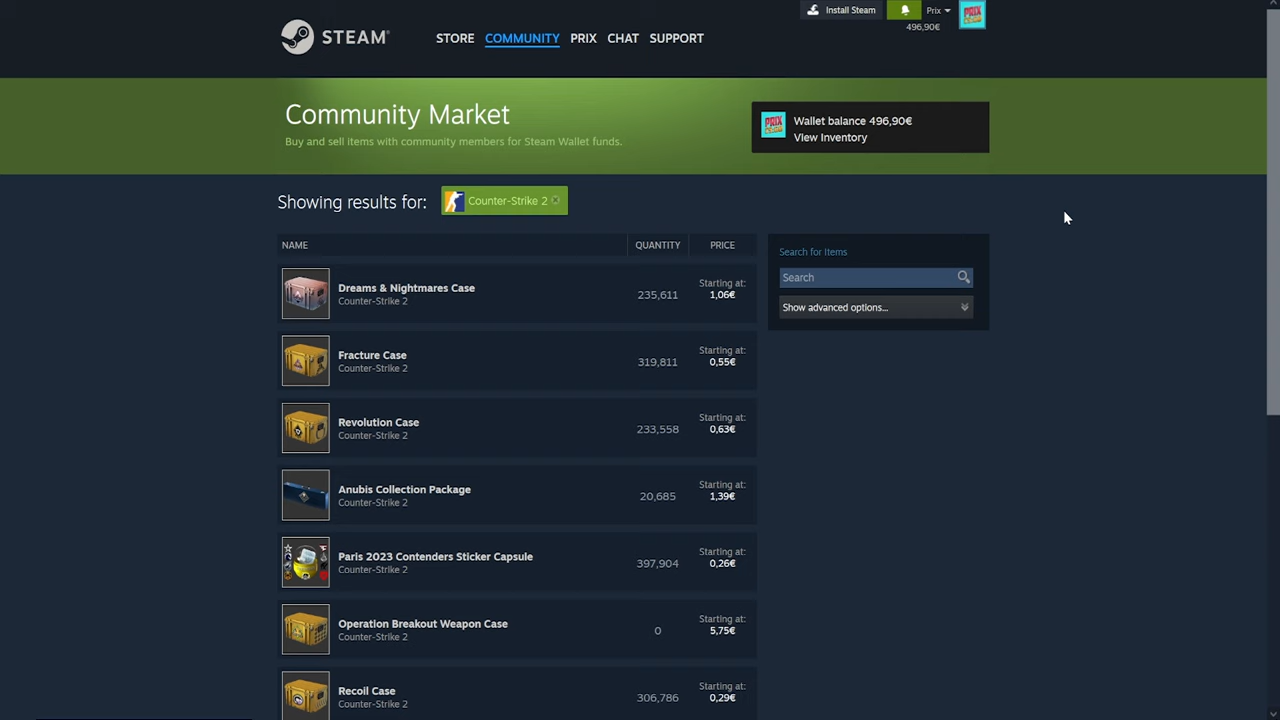 Install Steam
Prix
496,90€
STEAM
STORE COMMUNITY PRIX CHAT SUPPORT
Community Market
Buy and sell items with community members for Steam Wallet funds.
Wallet balance 496,90€
View Inventory
Showing results for:
Counter-Strike 2
NAME QUANTITY PRICE
Dreams & Nightmares Case
Counter-Strike 2
235,611
Starting at:
1,06€
Fracture Case
Counter-Strike 2
319,811
Starting at:
0,55€
Revolution Case
Counter-Strike 2
233,558
Starting at:
0,63€
Anubis Collection Package
Counter-Strike 2
20,685
Starting at:
1,39€
Paris 2023 Contenders Sticker Capsule
Counter-Strike 2
397,904
Starting at:
0,26€
Operation Breakout Weapon Case
Counter-Strike 2
0
Starting at:
5,75€
Recoil Case
Counter-Strike 2
306,786
Starting at:
0,29€
Search for Items
Search
Show advanced options...